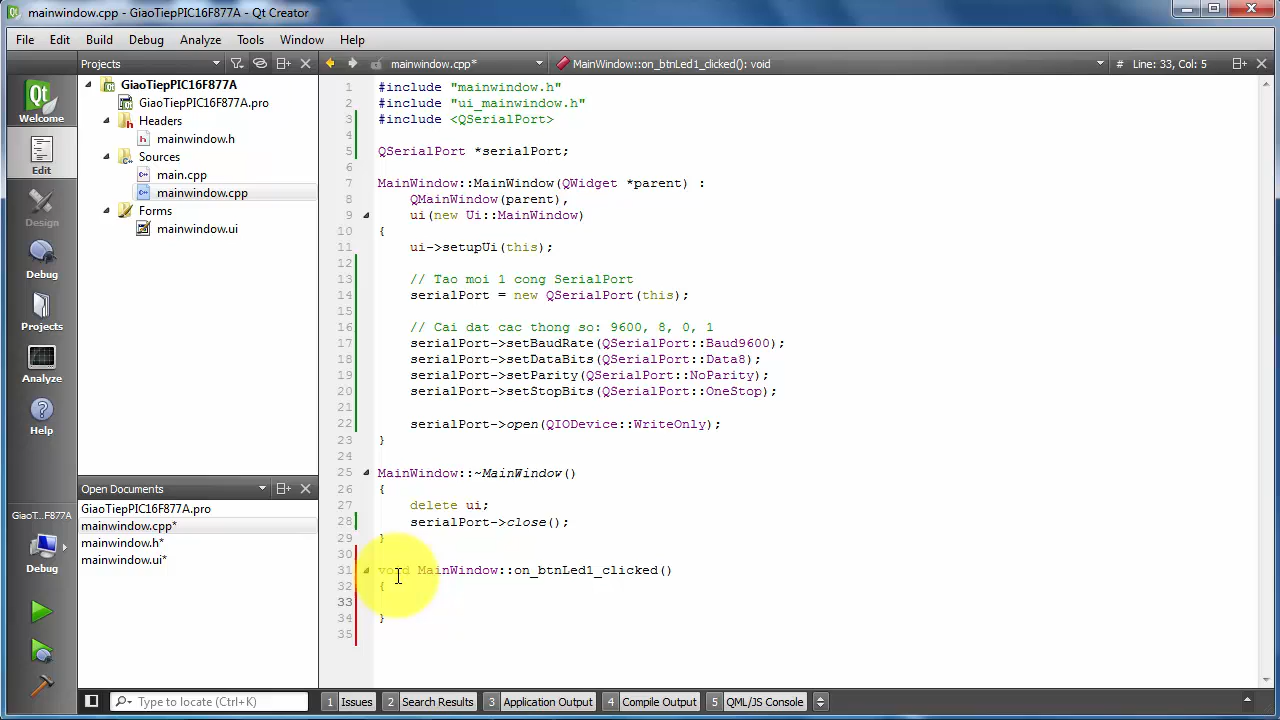 mainwindow.cpp - GiaoTiepPIC16F877A - Qt Creator
File Edit Build Debug Analyze Tools Window Help
Projects
mainwindow.cpp*
MainWindow::on_btnLed1_clicked(): void
# Line: 33, Col: 5
Qt
Welcome
Edit
Design
Debug
Projects
Analyze
Help
GiaoT...F877A
Debug
GiaoTiepPIC16F877A
GiaoTiepPIC16F877A.pro
Headers
mainwindow.h
Sources
main.cpp
mainwindow.cpp
Forms
mainwindow.ui
Open Documents
GiaoTiepPIC16F877A.pro
mainwindow.cpp*
mainwindow.h*
mainwindow.ui*
1 #include "mainwindow.h"
2 #include "ui_mainwindow.h"
3 #include <QSerialPort>
4
5 QSerialPort *serialPort;
6
7 MainWindow::MainWindow(QWidget *parent) :
8     QMainWindow(parent),
9     ui(new Ui::MainWindow)
10 {
11     ui->setupUi(this);
12
13     // Tao moi 1 cong SerialPort
14     serialPort = new QSerialPort(this);
15
16     // Cai dat cac thong so: 9600, 8, 0, 1
17     serialPort->setBaudRate(QSerialPort::Baud9600);
18     serialPort->setDataBits(QSerialPort::Data8);
19     serialPort->setParity(QSerialPort::NoParity);
20     serialPort->setStopBits(QSerialPort::OneStop);
21
22     serialPort->open(QIODevice::WriteOnly);
23 }
24
25 MainWindow::~MainWindow()
26 {
27     delete ui;
28     serialPort->close();
29 }
30
31 void MainWindow::on_btnLed1_clicked()
32 {
33
34 }
35
Type to locate (Ctrl+K)
1 Issues 2 Search Results 3 Application Output 4 Compile Output 5 QML/JS Console